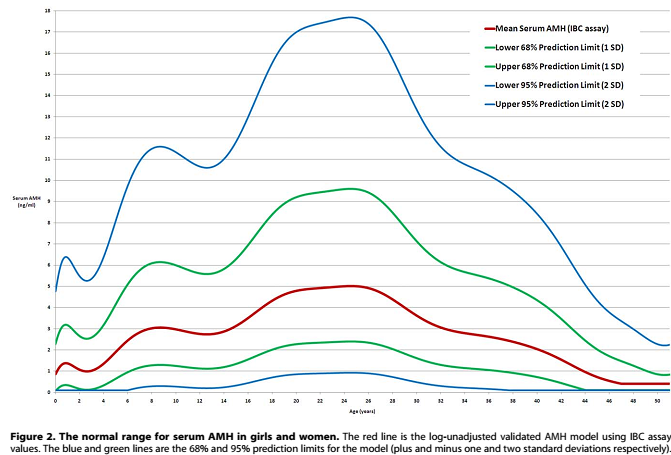 18
17
16
15
14
13
12
11
10
9
8
7
6
5
4
3
2
1
0
Serum AMH
(ng/ml)
Mean Serum AMH (IBC assay)
Lower 68% Prediction Limit (1 SD)
Upper 68% Prediction Limit (1 SD)
Lower 95% Prediction Limit (2 SD)
Upper 95% Prediction Limit (2 SD)
0 2 4 6 8 10 12 14 16 18 20 22 24 26 28 30 32 34 36 38 40 42 44 46 48 50
Age (years)
Figure 2. The normal range for serum AMH in girls and women. The red line is the log-unadjusted validated AMH model using IBC assay
values. The blue and green lines are the 68% and 95% prediction limits for the model (plus and minus one and two standard deviations respectively).